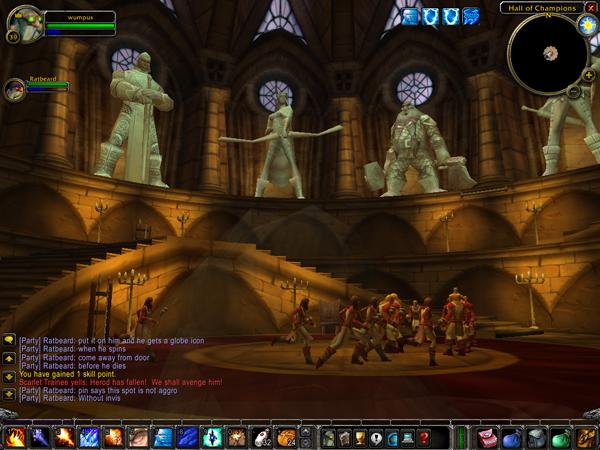 wumpus
39
Hall of Champions
N
Ratbeard
[Party] Ratbeard: put it on him and he gets a globe icon
[Party] Ratbeard: when he spins
[Party] Ratbeard: come away from door
[Party] Ratbeard: before he dies
You have gained 1 skill point.
Scarlet Trainee yells: Herod has fallen!  We shall avenge him!
[Party] Ratbeard: pin says this spot is not aggro
[Party] Ratbeard: Without invis